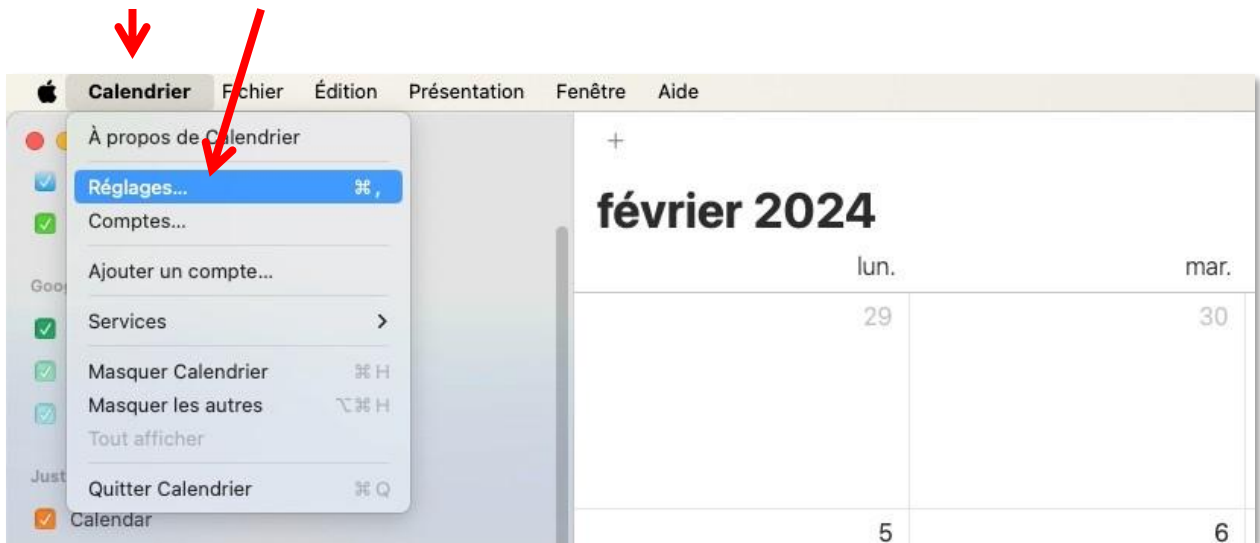 Calendrier Fichier Édition Présentation Fenêtre Aide
À propos de Calendrier
Réglages... ⌘ ,
Comptes...
Ajouter un compte...
Services >
Masquer Calendrier ⌘ H
Masquer les autres ⌥⌘ H
Tout afficher
Quitter Calendrier ⌘ Q
Calendar
+
février 2024
lun. mar.
29 30
5 6